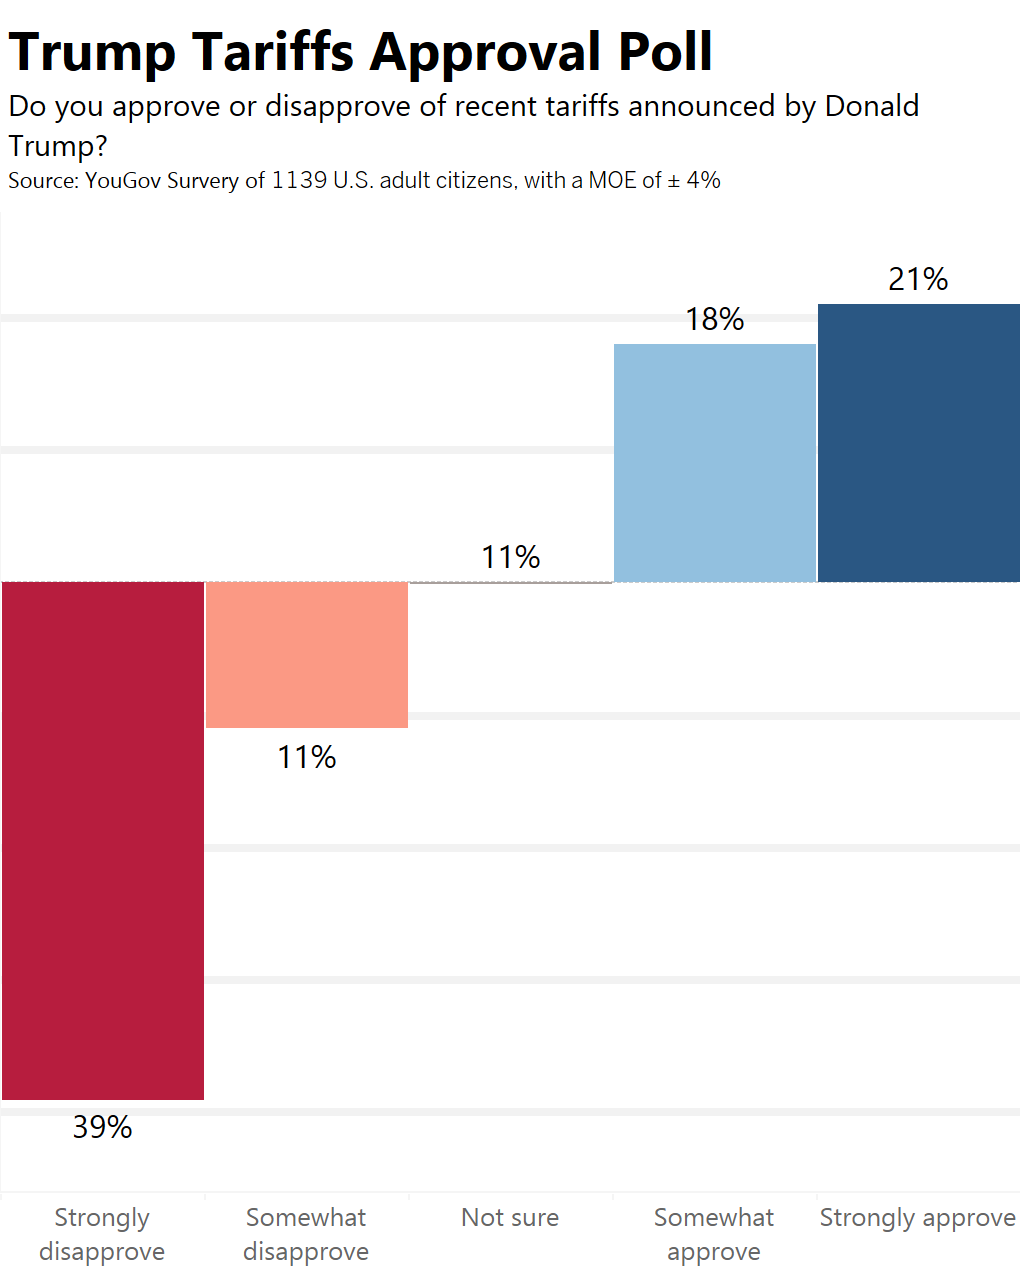 Trump Tariffs Approval Poll
Do you approve or disapprove of recent tariffs announced by Donald
Trump?
Source: YouGov Survery of 1139 U.S. adult citizens, with a MOE of ± 4%
21%
18%
11%
11%
39%
Strongly disapprove
Somewhat disapprove
Not sure
Somewhat approve
Strongly approve